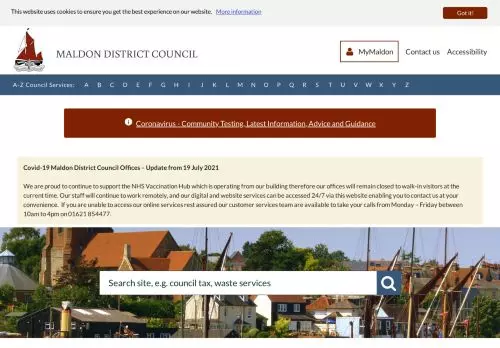 This website uses cookies to ensure you get the best experience on our website. More information
Got it!
MALDON DISTRICT COUNCIL
MyMaldon
Contact us
Accessibility
A-Z Council Services: A B C D E F G H I J K L M N O P Q R S T U V W X Y Z
Coronavirus - Community Testing, Latest Information, Advice and Guidance
Covid-19 Maldon District Council Offices – Update from 19 July 2021
We are proud to continue to support the NHS Vaccination Hub which is operating from our building therefore our offices will remain closed to walk-in visitors at the
current time. Our staff will continue to work remotely, and our digital and website services can be accessed 24/7 via this website enabling you to contact us at your
convenience. If you are unable to access our online services rest assured our customer services team are available to take your calls from Monday – Friday between
10am to 4pm on 01621 854477.
Search site, e.g. council tax, waste services